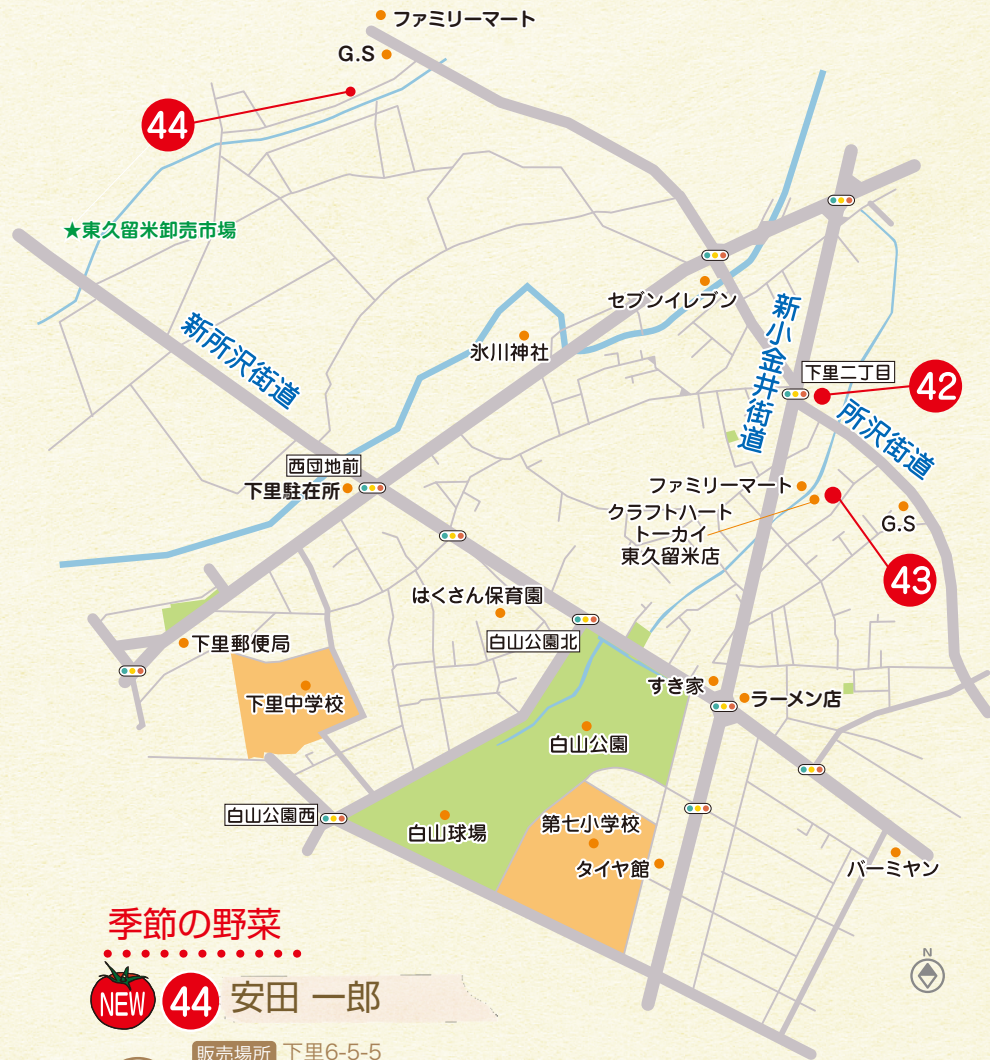 ファミリーマート
G.S
44
★東久留米卸売市場
セブンイレブン
新小金井街道
氷川神社
新所沢街道
下里二丁目
42
所沢街道
西団地前
下里駐在所
ファミリーマート
クラフトハート
トーカイ
東久留米店
G.S
43
はくさん保育園
白山公園北
下里郵便局
すき家
ラーメン店
下里中学校
白山公園
白山公園西
白山球場
第七小学校
タイヤ館
バーミヤン
季節の野菜
N
NEW 44 安田 一郎
販売場所 下里6-5-5